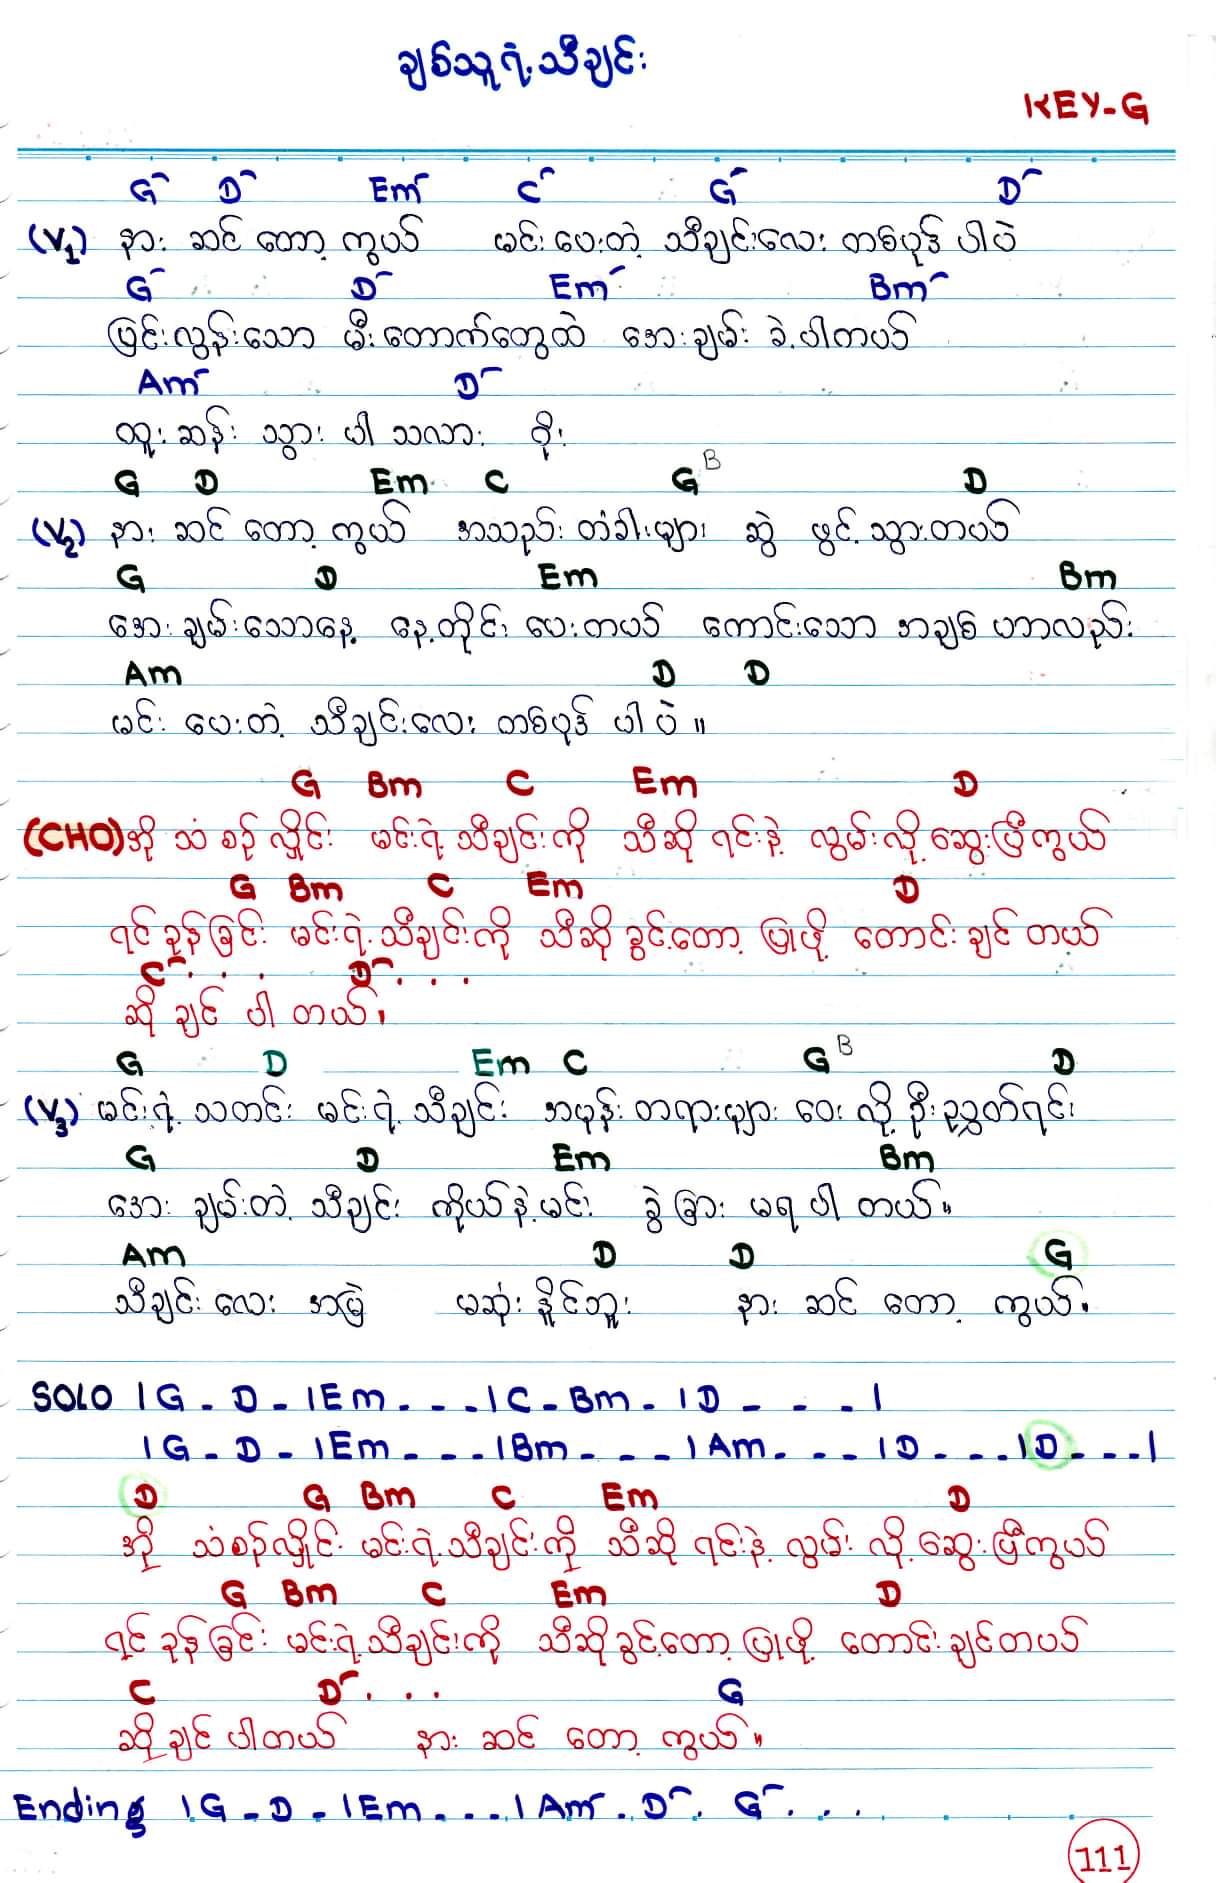 ချစ်သူရဲ့သီချင်း
KEY-G
G D Em C G D
(V1) နား ဆင် တော့ ကွယ် မင်း ပေးတဲ့ သီချင်းလေး တစ်ပုဒ် ပါပဲ
G D Em Bm
ပြင်းလွန်းသော မီးတောက်တွေထဲ အေးချမ်း ခဲ့ပါတယ်
Am D
ထူးဆန်း သွား ပါ သလား ဖိုး
G D Em C G B D
(V2) နား ဆင် တော့ ကွယ် အသည်း တံခါးများ ဆွဲ ဖွင့် သွားတယ်
G D Em Bm
အေးချမ်းသောနေ့ နေ့တိုင်း ပေးတယ် ကောင်းသော အချစ် ဟာလည်း
Am D D
မင်း ပေးတဲ့ သီချင်းလေး တစ်ပုဒ် ပါ ပဲ ။
G Bm C Em D
(CHO) အို သံ စဉ် လှိုင်း မင်းရဲ့ သီချင်းကို သီဆို ရင်းနဲ့ လွမ်းလို့ ဆွေးပြီကွယ်
G Bm C Em D
ရင် ခုန် ခြင်း မင်းရဲ့ သီချင်းကို သီဆို ခွင့်တော့ ပြုဖို့ တောင်း ချင် တယ်
C . . . D . . .
ဆို ချင် ပါ တယ်၊
G D Em C G B D
(V3) မင်းရဲ့ သတင်း မင်းရဲ့ သီချင်း အမုန်း တရားများ ဝေး လို့ ဦးညွှတ်ရင်း
G D Em Bm
အေး ချမ်းတဲ့ သီချင်း ကိုယ်နဲ့မင်း ခွဲ ခြား မရ ပါ တယ်။
Am D D G
သီချင်း လေး အမြဲ မဆုံး နိုင်ဘူး နား ဆင် တော့ ကွယ်၊
SOLO | G - D - | Em - - - | C - Bm - | D - - - |
| G - D - | Em - - - | Bm - - - | Am - - - | D - - - | D - - - |
D G Bm C Em D
အို သံစဉ်လှိုင်း မင်းရဲ့သီချင်းကို သီဆို ရင်းနဲ့ လွမ်း လို့ ဆွေးပြီကွယ်
G Bm C Em D
ရင် ခုန် ခြင်း မင်းရဲ့သီချင်းကို သီဆိုခွင့်တော့ ပြုဖို့ တောင်း ချင်တယ်
C D . . . G
ဆို ချင် ပါတယ် နား ဆင် တော့ ကွယ်။
Ending | G - D - | Em - - - | Am . D . G . . .
111